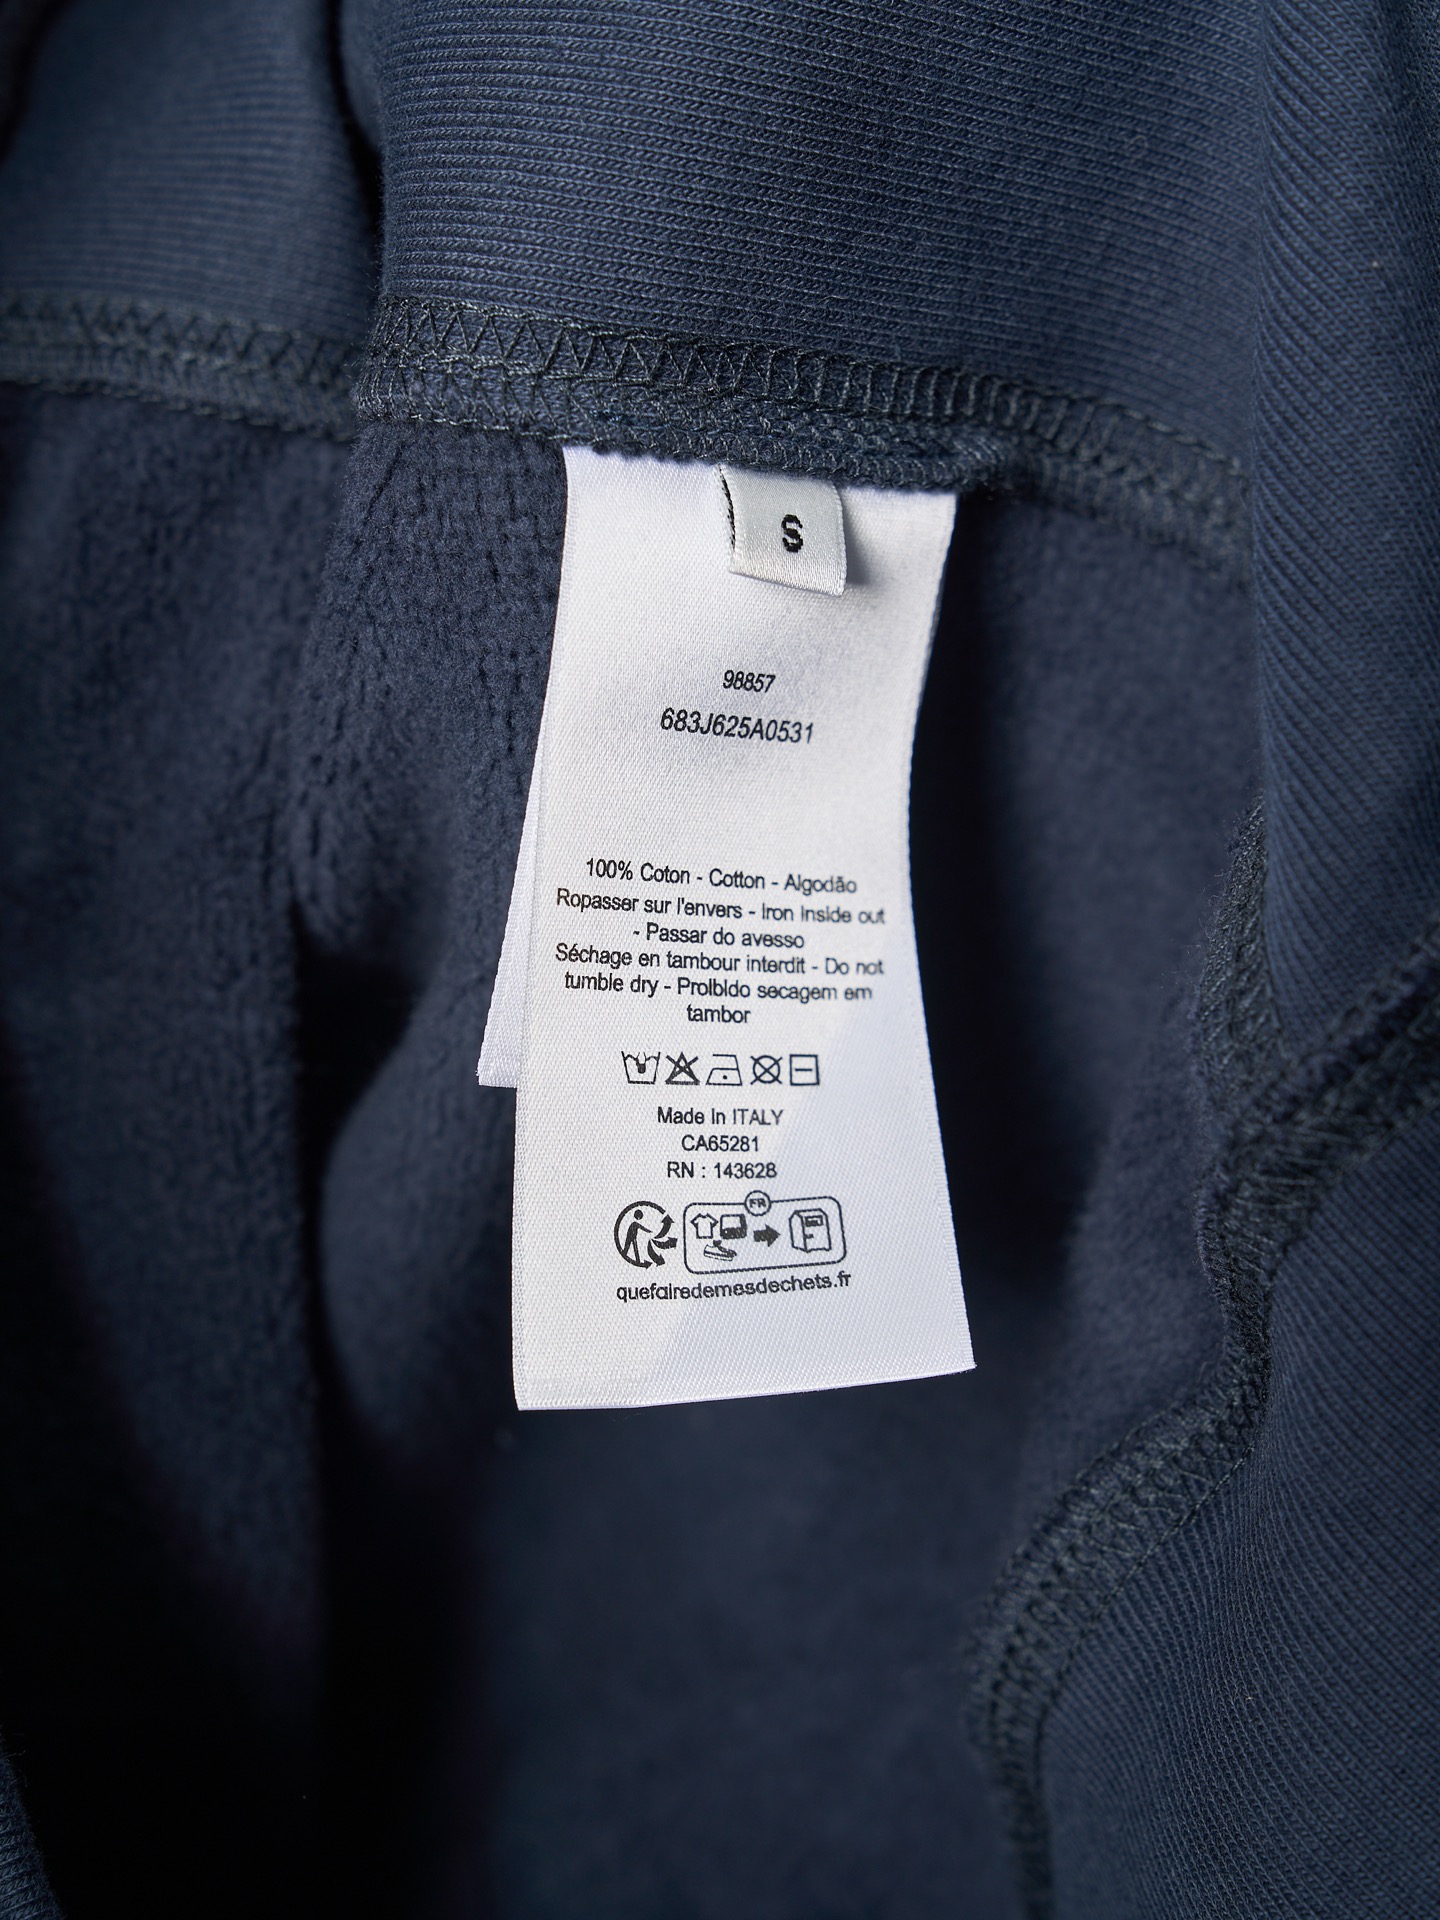 S
98857
683J625A0531
100% Coton - Cotton - Algodão
Ropasser sur l'envers - Iron Inside out
- Passar do avesso
Séchage en tambour interdit - Do not
tumble dry - Proibido secagem em
tambor
Made In ITALY
CA65281
RN : 143628
FR
quefairedemesdechets.fr